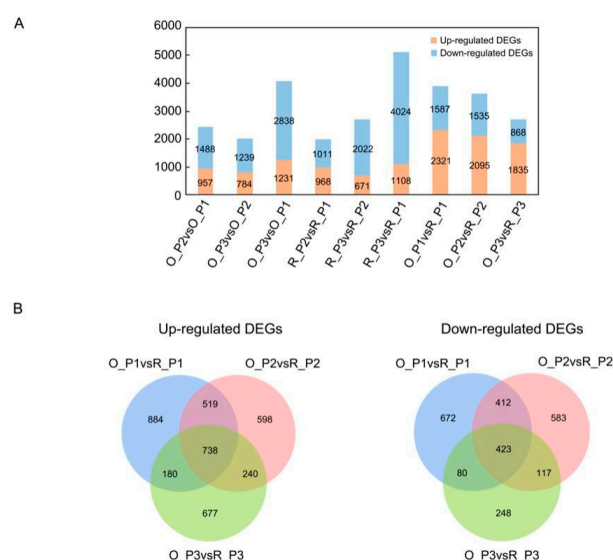 A
6000
5000
4000
3000
2000
1000
0
Up-regulated DEGs
Down-regulated DEGs
1488
957
1239
784
2838
1231
1011
968
2022
671
4024
1108
1587
2321
1535
2095
868
1835
O_P2vsO_P1
O_P3vsO_P2
O_P3vsO_P1
R_P2vsR_P1
R_P3vsR_P2
R_P3vsR_P1
O_P1vsR_P1
O_P2vsR_P2
O_P3vsR_P3
B
Up-regulated DEGs
O_P1vsR_P1
O_P2vsR_P2
519
884
598
738
180
240
677
O_P3vsR_P3
Down-regulated DEGs
O_P1vsR_P1
O_P2vsR_P2
412
672
583
423
80
117
248
O_P3vsR_P3